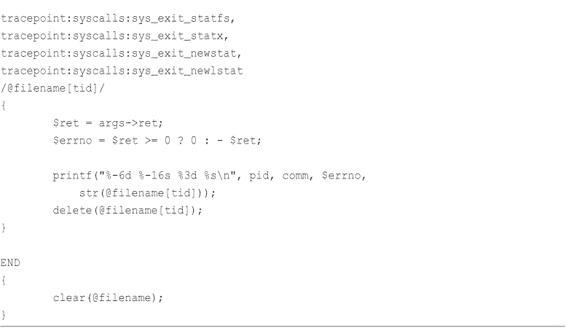 tracepoint:syscalls:sys_exit_statfs,
tracepoint:syscalls:sys_exit_statx,
tracepoint:syscalls:sys_exit_newstat,
tracepoint:syscalls:sys_exit_newlstat
/@filename[tid]/
{
        $ret = args->ret;
        $errno = $ret >= 0 ? 0 : - $ret;

        printf("%-6d %-16s %3d %s\n", pid, comm, $errno,
            str(@filename[tid]));
        delete(@filename[tid]);
}

END
{
        clear(@filename);
}